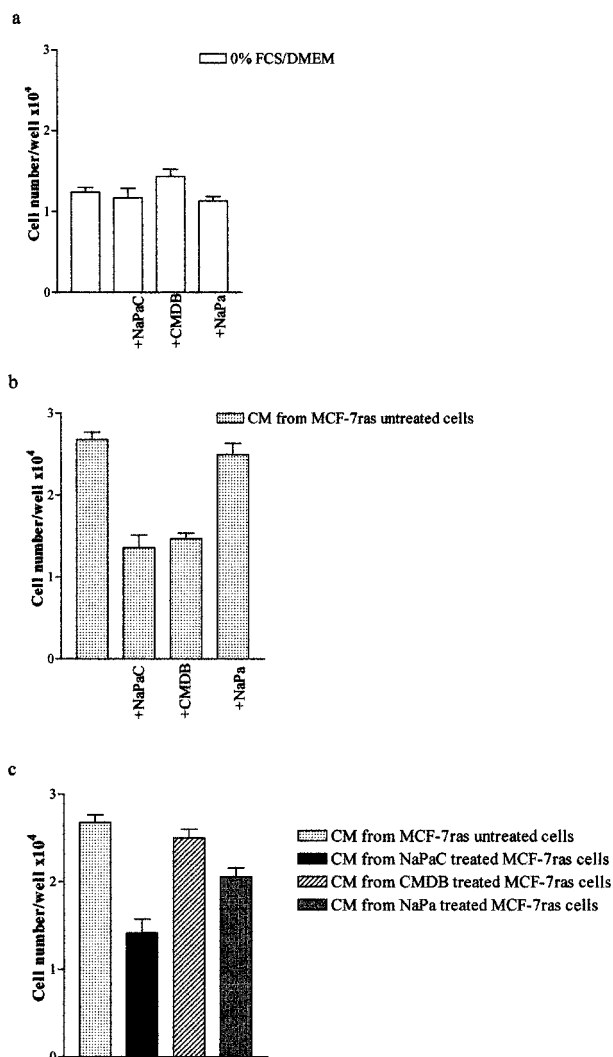 a
3
2
1
0
Cell number/well x10⁴
0% FCS/DMEM
+NaPaC
+CMDB
+NaPa
b
3
2
1
0
Cell number/well x10⁴
CM from MCF-7ras untreated cells
+NaPaC
+CMDB
+NaPa
c
3
2
1
0
Cell number/well x10⁴
CM from MCF-7ras untreated cells
CM from NaPaC treated MCF-7ras cells
CM from CMDB treated MCF-7ras cells
CM from NaPa treated MCF-7ras cells